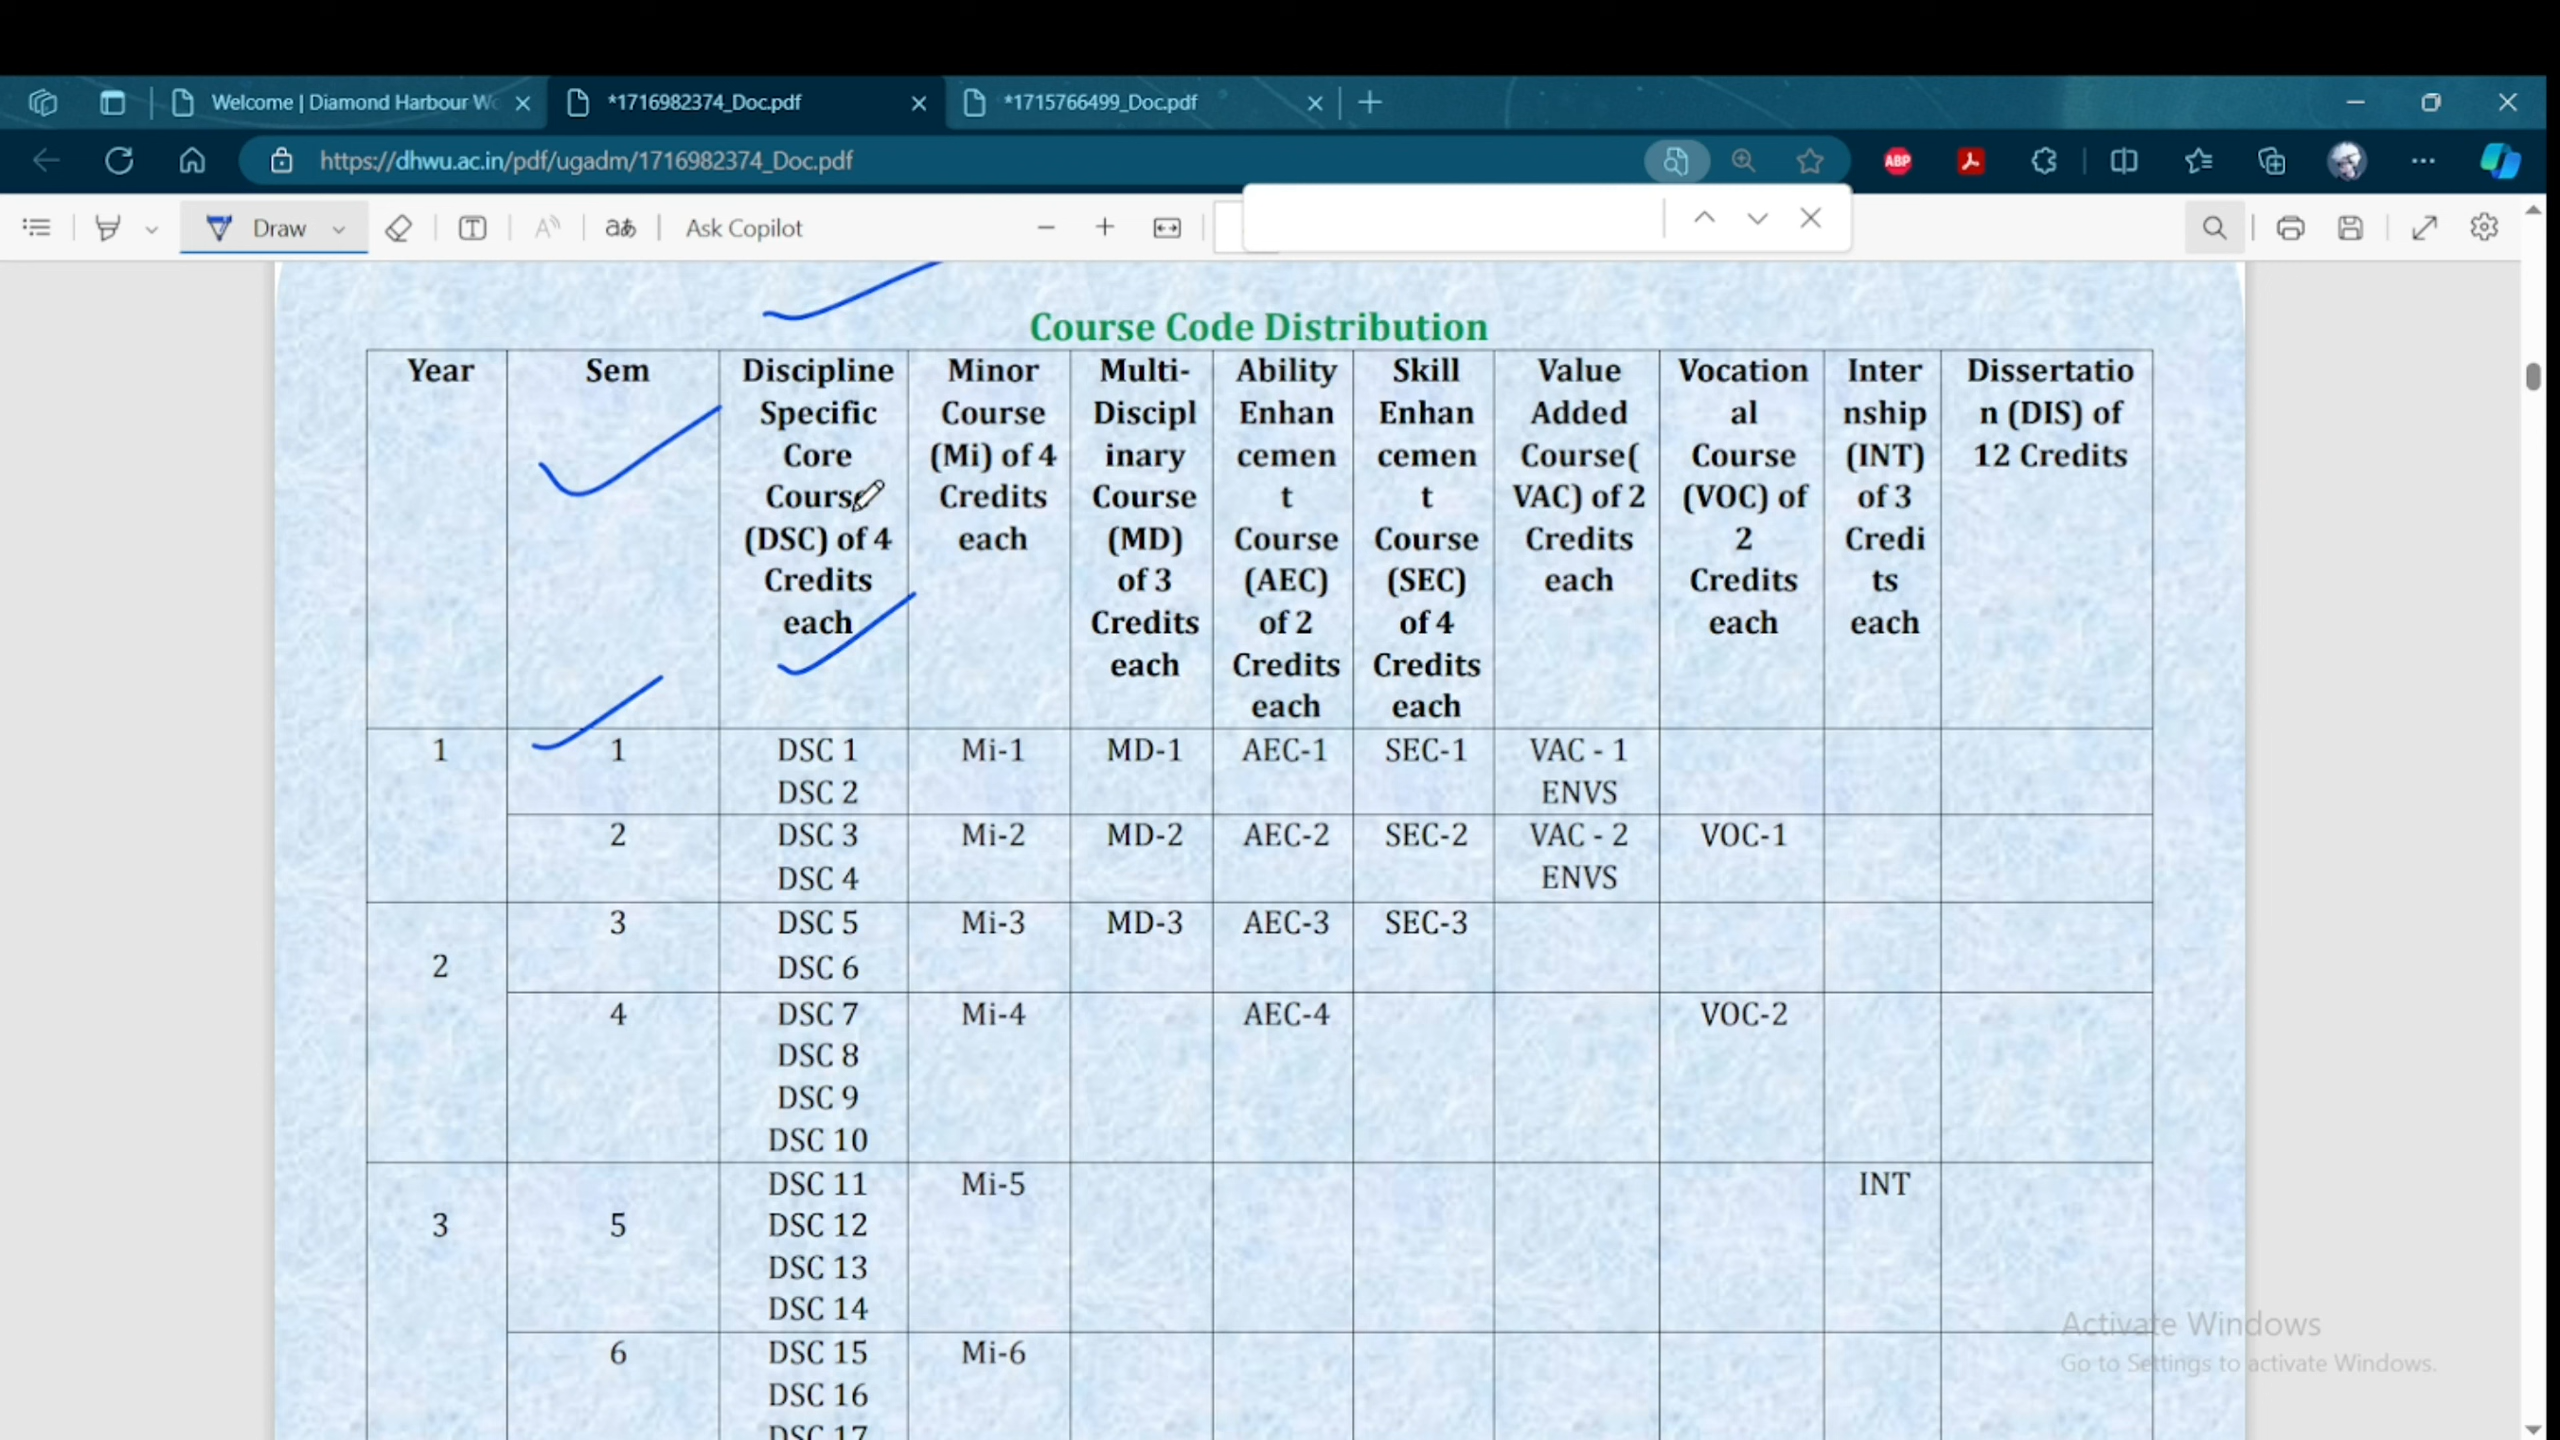 Welcome | Diamond Harbour Wo
*1716982374_Doc.pdf
*1715766499_Doc.pdf
https://dhwu.ac.in/pdf/ugadm/1716982374_Doc.pdf
ABP
Draw
aあ
Ask Copilot
Course Code Distribution
Year
Sem
Discipline
Specific
Core
Course
(DSC) of 4
Credits
each
Minor
Course
(Mi) of 4
Credits
each
Multi-
Discipl
inary
Course
(MD)
of 3
Credits
each
Ability
Enhan
cemen
t
Course
(AEC)
of 2
Credits
each
Skill
Enhan
cemen
t
Course
(SEC)
of 4
Credits
each
Value
Added
Course(
VAC) of 2
Credits
each
Vocation
al
Course
(VOC) of
2
Credits
each
Inter
nship
(INT)
of 3
Credi
ts
each
Dissertatio
n (DIS) of
12 Credits
1 1 DSC 1 Mi-1 MD-1 AEC-1 SEC-1 VAC - 1
DSC 2 ENVS
2 DSC 3 Mi-2 MD-2 AEC-2 SEC-2 VAC - 2 VOC-1
DSC 4 ENVS
3 DSC 5 Mi-3 MD-3 AEC-3 SEC-3
2 DSC 6
4 DSC 7 Mi-4 AEC-4 VOC-2
DSC 8
DSC 9
DSC 10
DSC 11 Mi-5 INT
3 5 DSC 12
DSC 13
DSC 14
6 DSC 15 Mi-6
DSC 16
DSC 17
Activate Windows
Go to Settings to activate Windows.